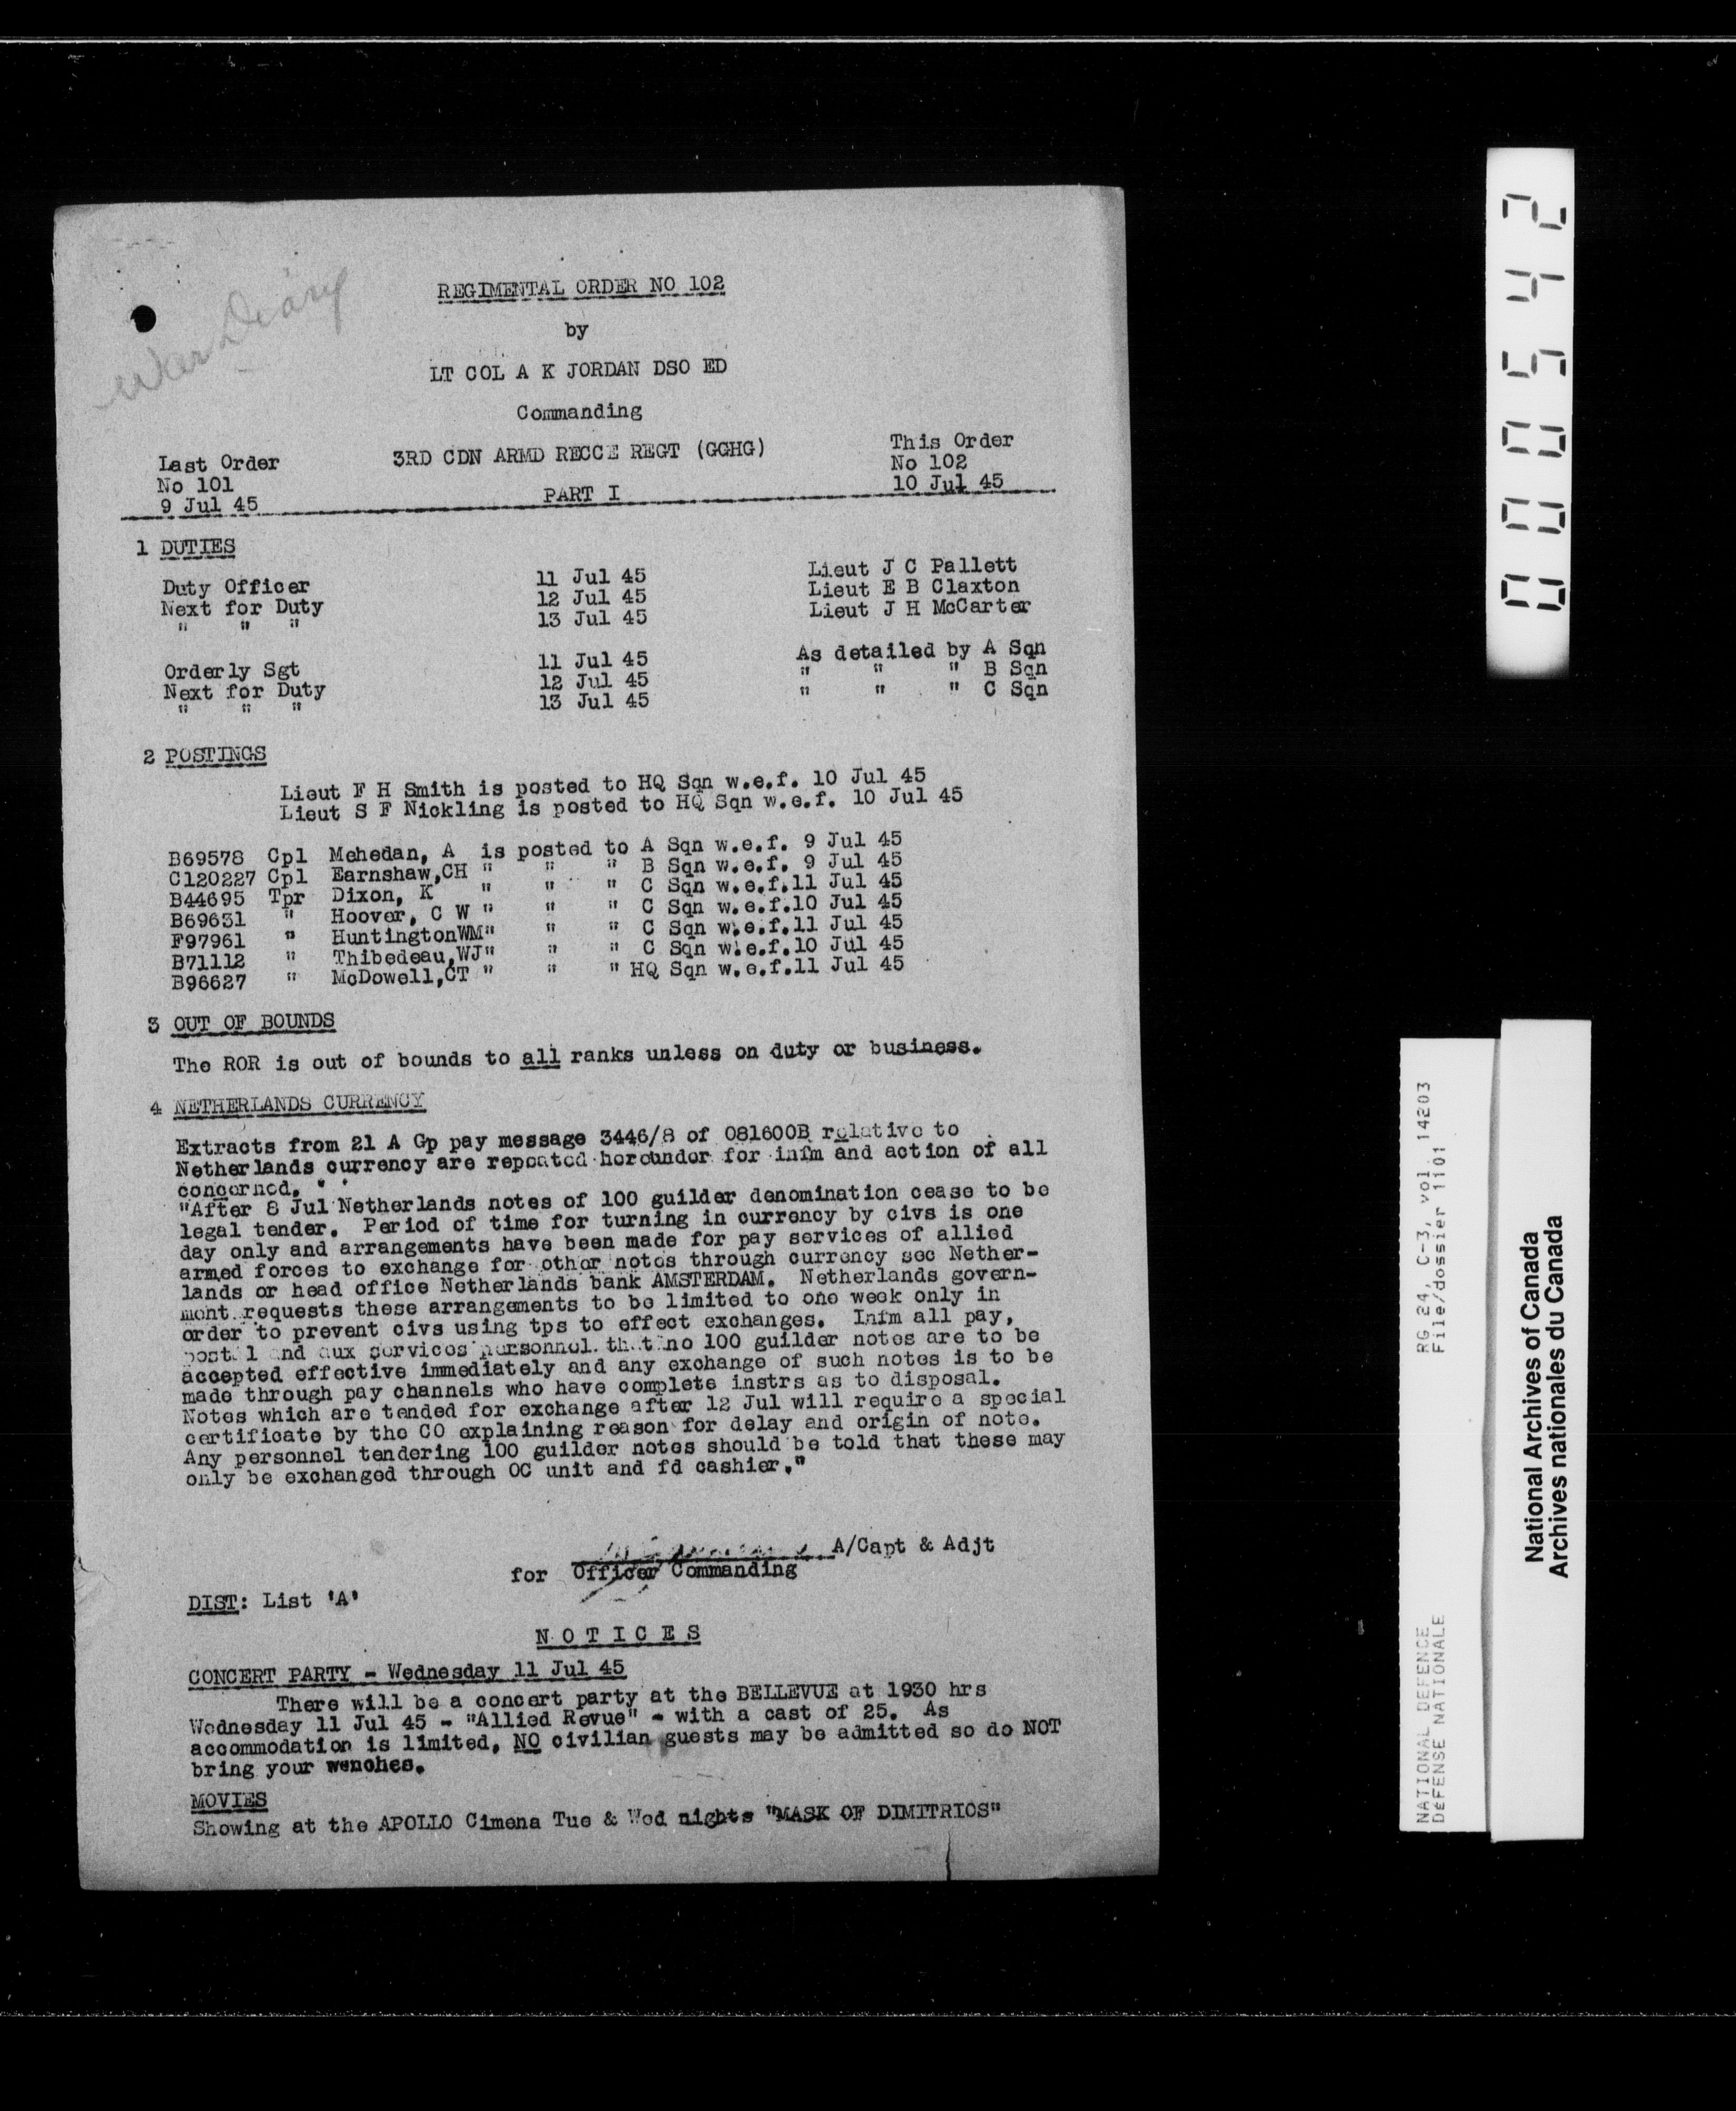 War Diary
REGIMENTAL ORDER NO 102
by
LT COL A K JORDAN DSO ED
Commanding
3RD CDN ARMD RECCE REGT (GGHG)
Last Order
No 101
9 Jul 45
PART I
This Order
No 102
10 Jul 45
1 DUTIES
Duty Officer 11 Jul 45 Lieut J C Pallett
Next for Duty 12 Jul 45 Lieut E B Claxton
" " " 13 Jul 45 Lieut J H McCarter
Orderly Sgt 11 Jul 45 As detailed by A Sqn
Next for Duty 12 Jul 45 " " " B Sqn
" " " 13 Jul 45 " " " C Sqn
2 POSTINGS
Lieut F H Smith is posted to HQ Sqn w.e.f. 10 Jul 45
Lieut S F Nickling is posted to HQ Sqn w.e.f. 10 Jul 45
B69578 Cpl Mehedan, A is posted to A Sqn w.e.f. 9 Jul 45
C120227 Cpl Earnshaw,CH " " " B Sqn w.e.f. 9 Jul 45
B44695 Tpr Dixon, K " " " C Sqn w.e.f.11 Jul 45
B69631 " Hoover, C W " " " C Sqn w.e.f.10 Jul 45
F97961 " HuntingtonWM" " " C Sqn w.e.f.11 Jul 45
B71112 " Thibedeau,WJ" " " C Sqn w.e.f.10 Jul 45
B96627 " McDowell,CT " " " HQ Sqn w.e.f.11 Jul 45
3 OUT OF BOUNDS
The ROR is out of bounds to all ranks unless on duty or business.
4 NETHERLANDS CURRENCY
Extracts from 21 A Gp pay message 3446/8 of 081600B relative to
Netherlands currency are repeated hereunder for infm and action of all
concerned.
"After 8 Jul Netherlands notes of 100 guilder denomination cease to be
legal tender. Period of time for turning in currency by civs is one
day only and arrangements have been made for pay services of allied
armed forces to exchange for other notes through currency sec Nether-
lands or head office Netherlands bank AMSTERDAM. Netherlands govern-
ment requests these arrangements to be limited to one week only in
order to prevent civs using tps to effect exchanges. Infm all pay,
postal and aux services personnel that no 100 guilder notes are to be
accepted effective immediately and any exchange of such notes is to be
made through pay channels who have complete instrs as to disposal.
Notes which are tended for exchange after 12 Jul will require a special
certificate by the CO explaining reason for delay and origin of note.
Any personnel tendering 100 guilder notes should be told that these may
only be exchanged through OC unit and fd cashier."
A/Capt & Adjt
for Officer Commanding
DIST: List 'A'
N O T I C E S
CONCERT PARTY - Wednesday 11 Jul 45
There will be a concert party at the BELLEVUE at 1930 hrs
Wednesday 11 Jul 45 - "Allied Revue" - with a cast of 25. As
accommodation is limited, NO civilian guests may be admitted so do NOT
bring your wenches.
MOVIES
Showing at the APOLLO Cimena Tue & Wed nights "MASK OF DIMITRIOS"
000542
NATIONAL DEFENCE RG 24, C-3, vol. 14203
DÉFENSE NATIONALE File/dossier 1101
National Archives of Canada
Archives nationales du Canada